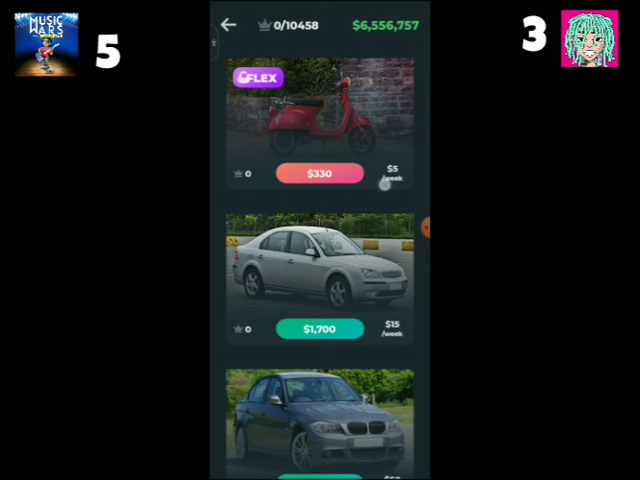 MUSIC
WARS
5
0/10458
$6,556,757
3
FLEX
0
$330
$5
/week
0
$1,700
$15
/week